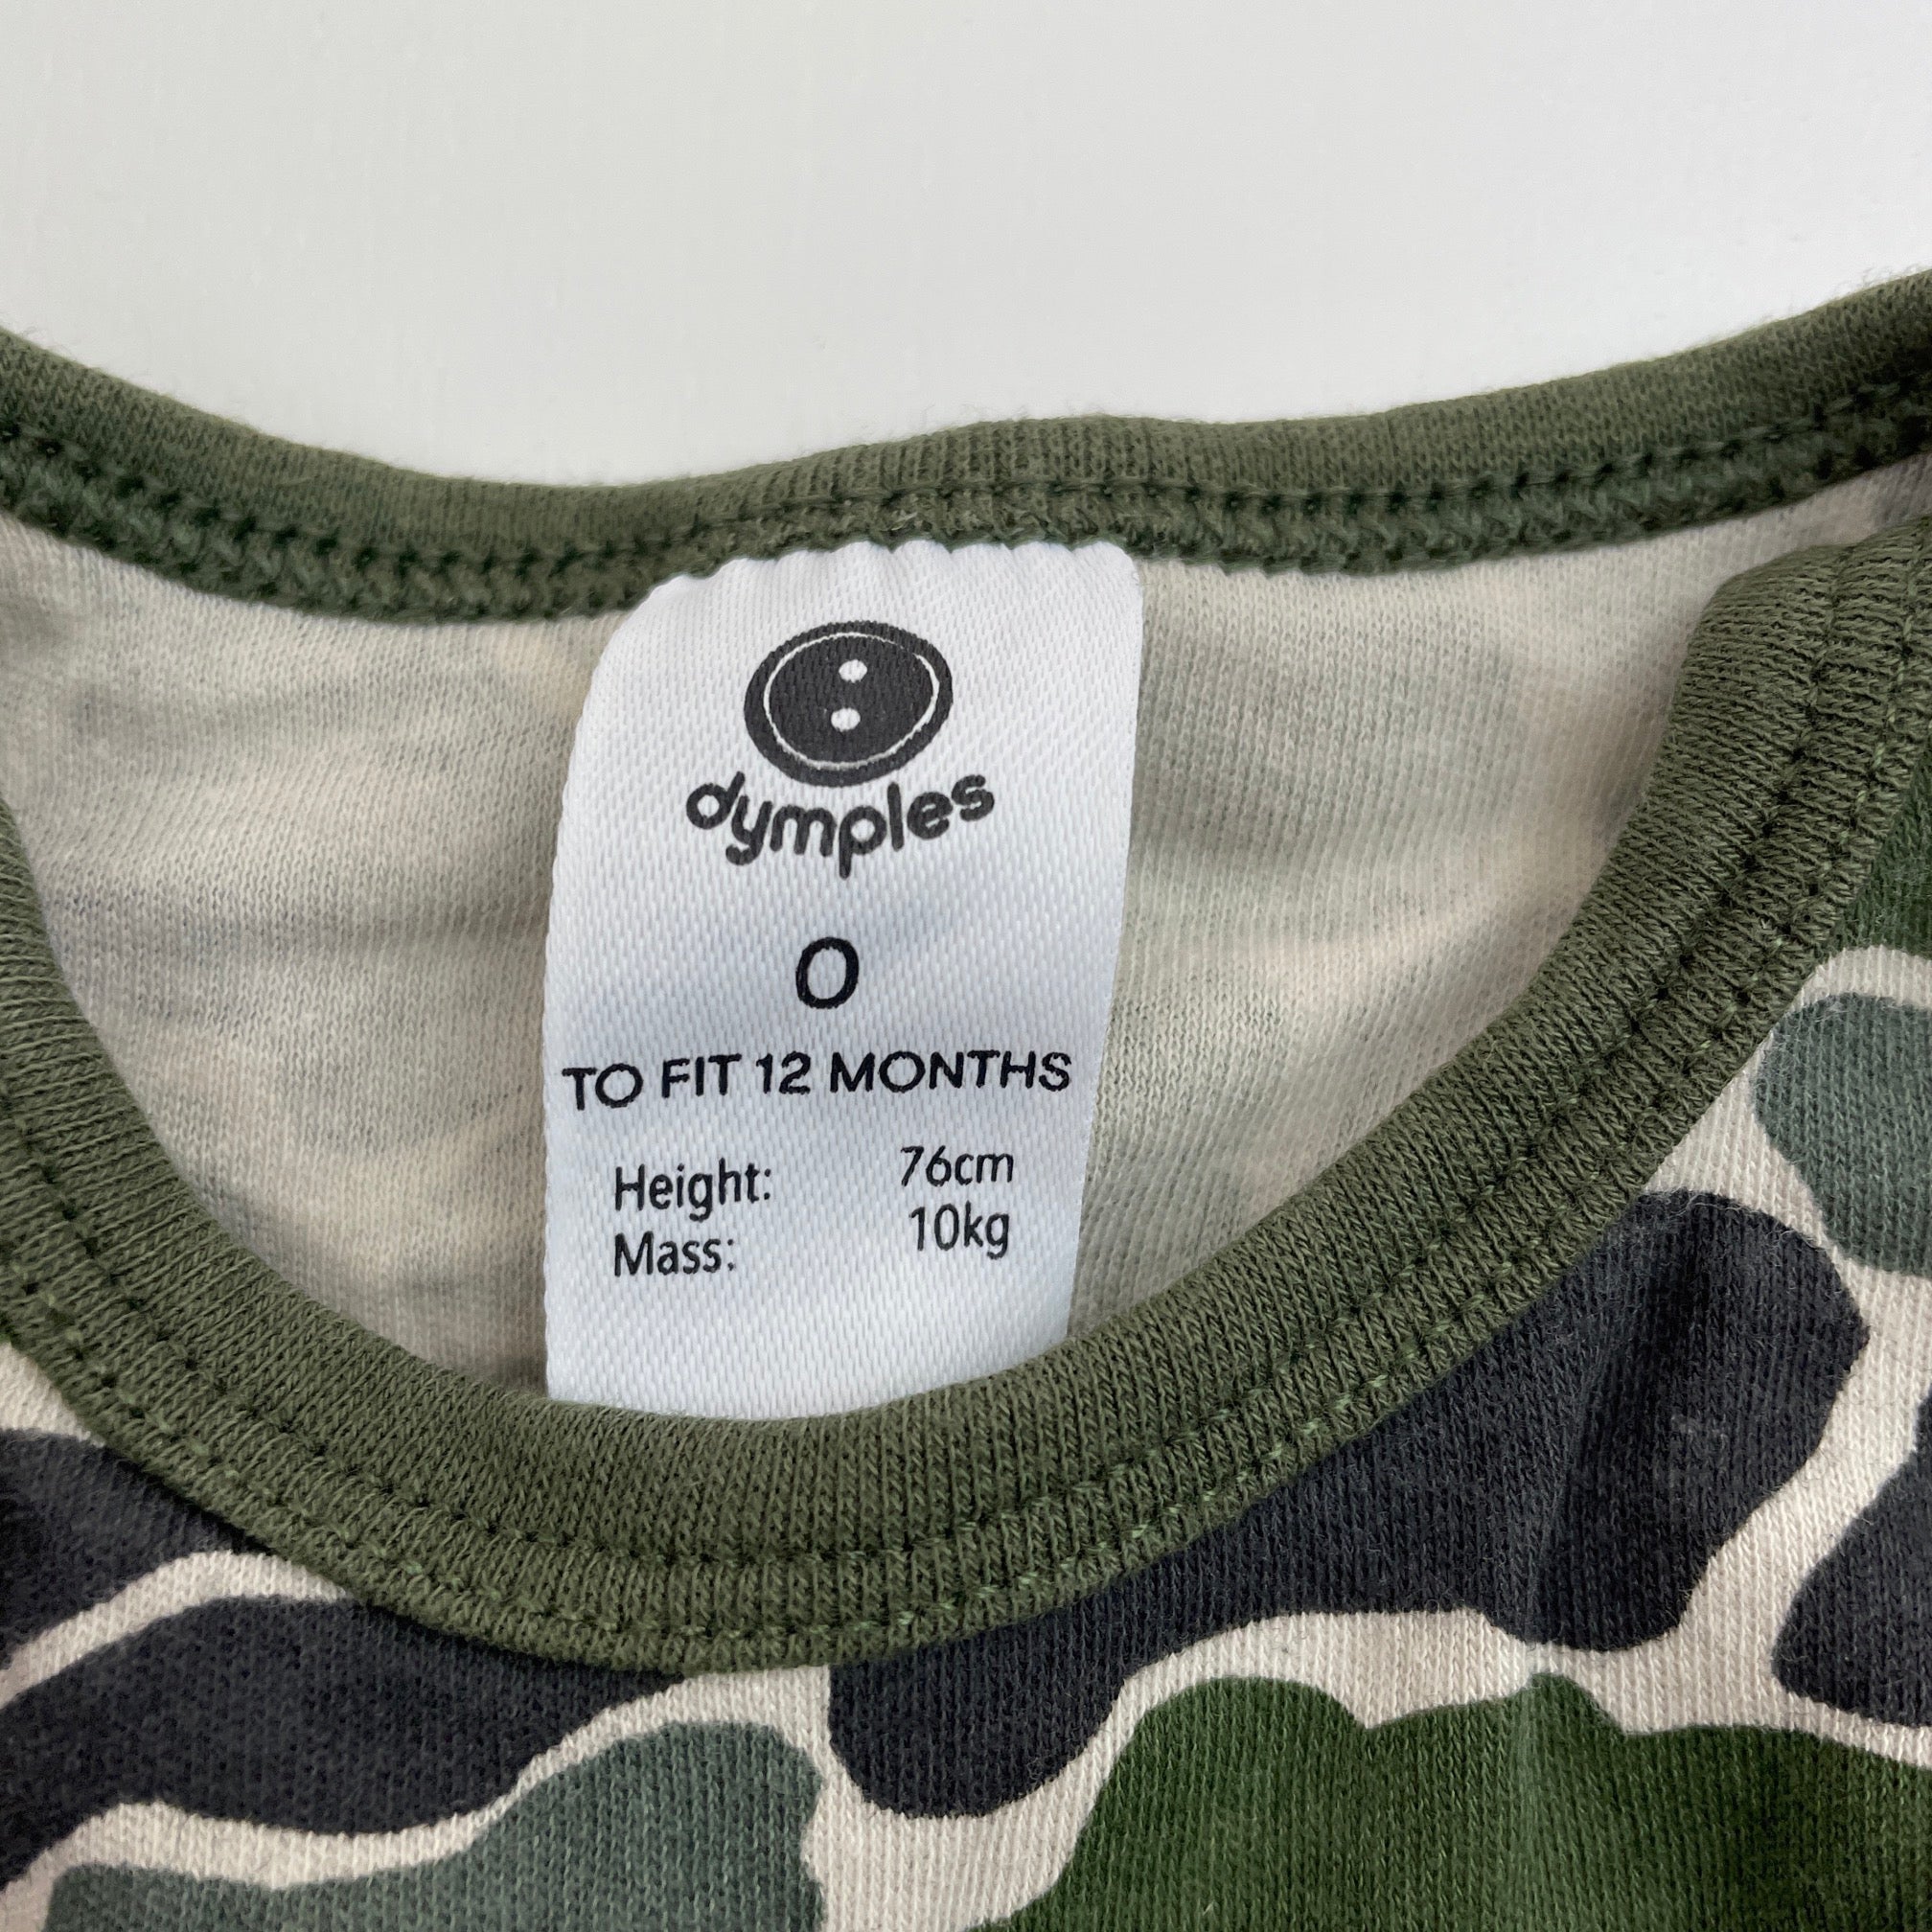 dymples
0
TO FIT 12 MONTHS
Height: 76cm
Mass: 10kg